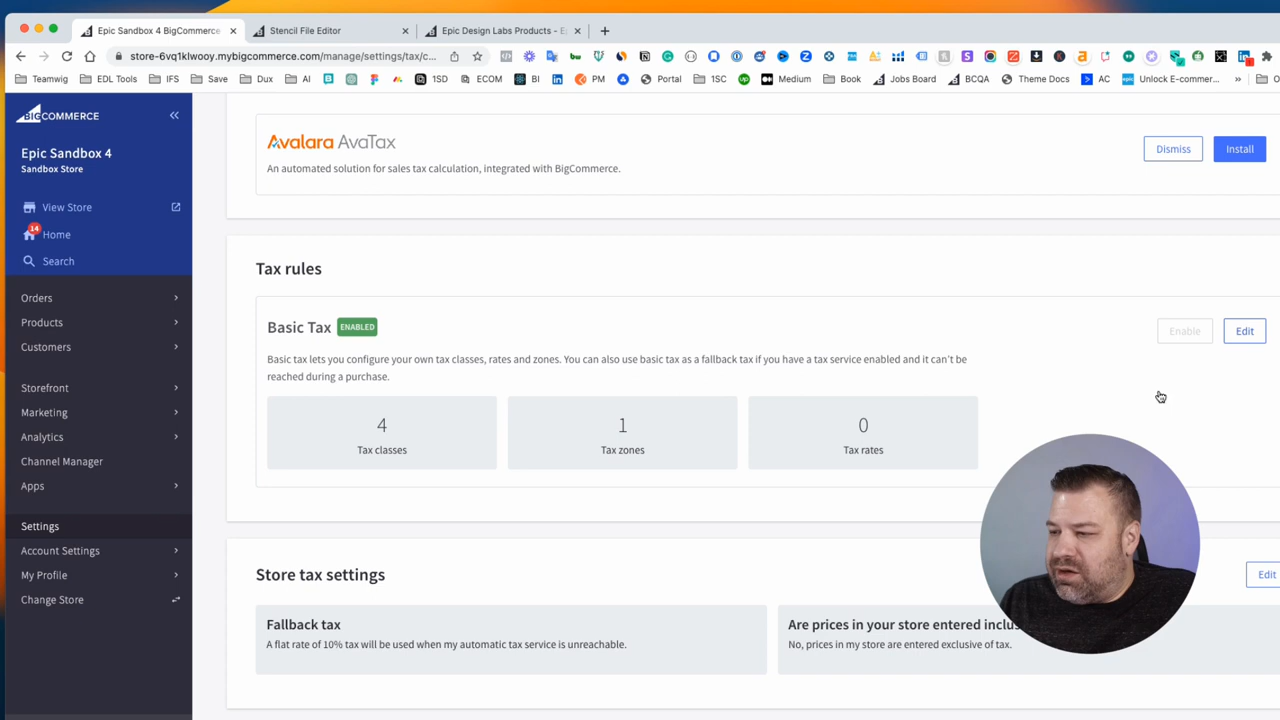 Epic Sandbox 4 BigCommerce
Stencil File Editor
Epic Design Labs Products - E
store-6vq1klwooy.mybigcommerce.com/manage/settings/tax/c...
Teamwig
EDL Tools
IFS
Save
Dux
AI
1SD
ECOM
BI
PM
Portal
1SC
Medium
Book
Jobs Board
BCQA
Theme Docs
AC
Unlock E-commer...
BIGCOMMERCE
Epic Sandbox 4
Sandbox Store
View Store
14
Home
Search
Orders
Products
Customers
Storefront
Marketing
Analytics
Channel Manager
Apps
Settings
Account Settings
My Profile
Change Store
Avalara AvaTax
An automated solution for sales tax calculation, integrated with BigCommerce.
Dismiss
Install
Tax rules
Basic Tax ENABLED
Enable
Edit
Basic tax lets you configure your own tax classes, rates and zones. You can also use basic tax as a fallback tax if you have a tax service enabled and it can't be
reached during a purchase.
4
Tax classes
1
Tax zones
0
Tax rates
Store tax settings
Edit
Fallback tax
A flat rate of 10% tax will be used when my automatic tax service is unreachable.
Are prices in your store entered inclu
No, prices in my store are entered exclusive of tax.